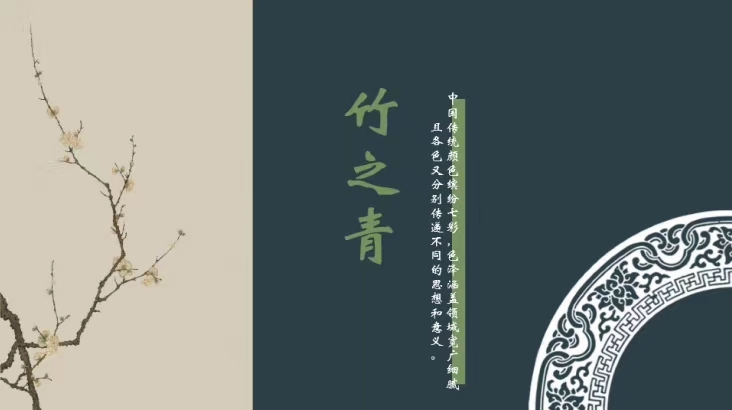 竹之青
中国传统颜色缤纷七彩，色泽涵盖领域宽广细腻
且各色又分别传递不同的思想和意义。